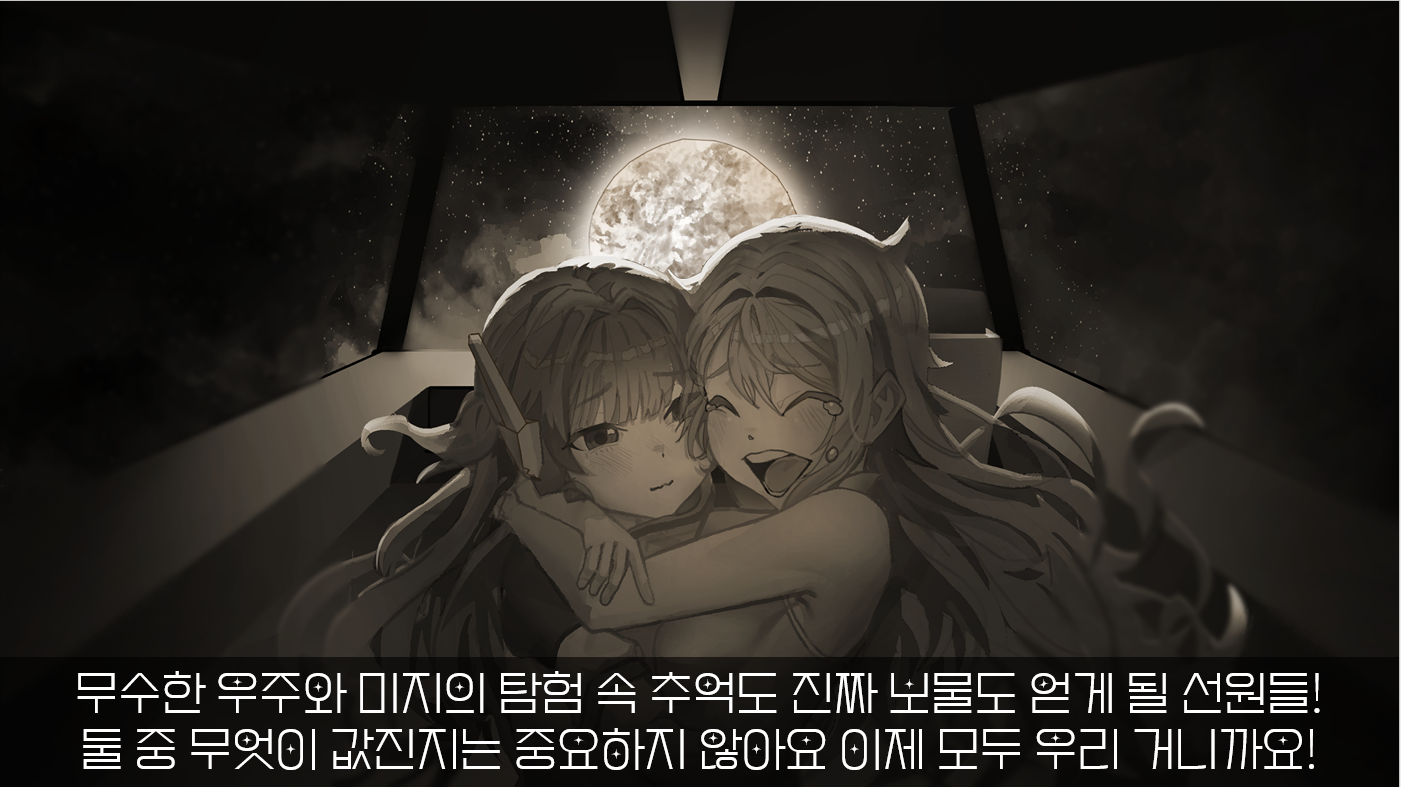 무수한 우주와 미지의 탐험 속 추억도 진짜 보물도 얻게 될 선원들!
둘 중 무엇이 값진지는 중요하지 않아요 이제 모두 우리 거니까요!